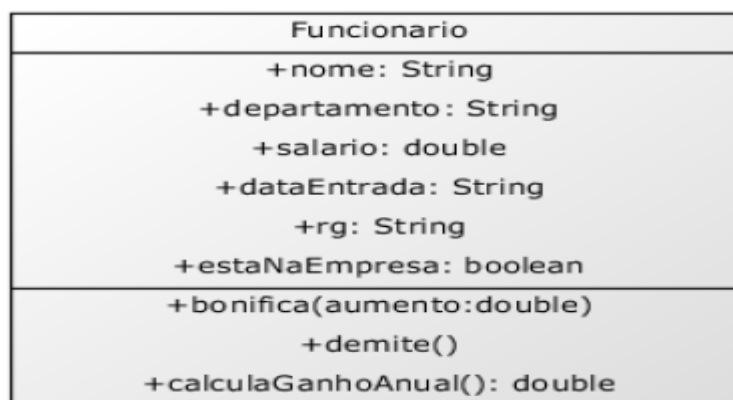 Funcionario
+nome: String
+departamento: String
+salario: double
+dataEntrada: String
+rg: String
+estaNaEmpresa: boolean
+bonifica(aumento:double)
+demite()
+calculaGanhoAnual(): double